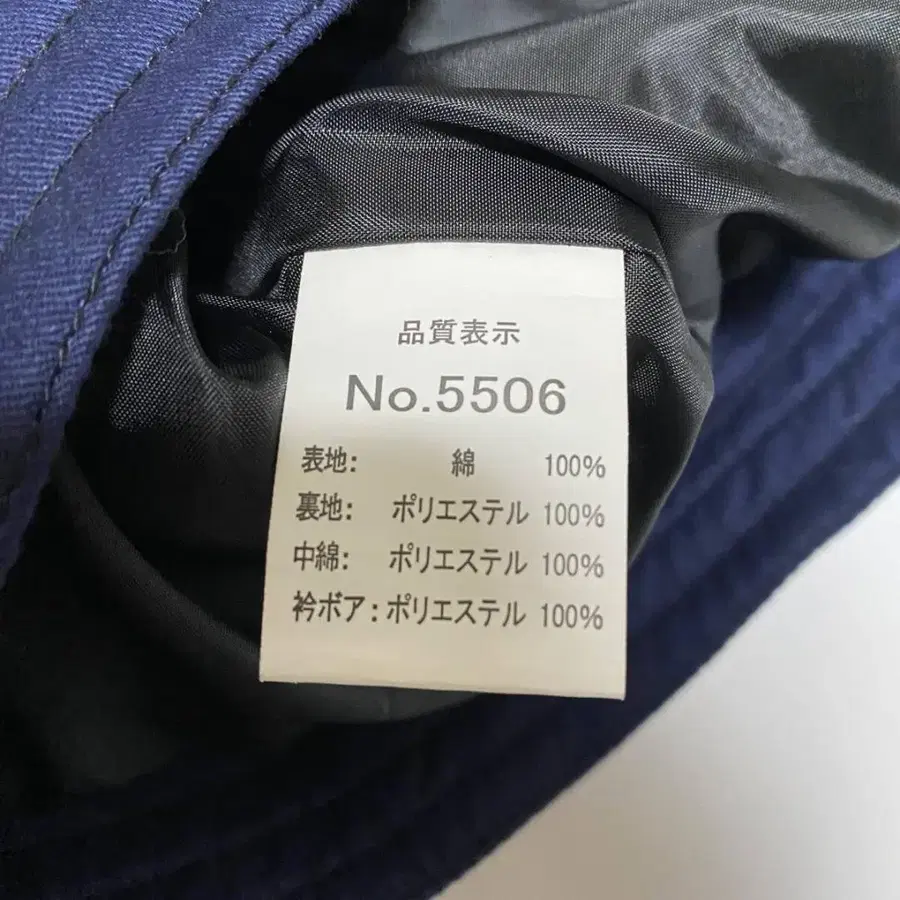 品質表示
No.5506
表地: 綿 100%
裏地: ポリエステル 100%
中綿: ポリエステル 100%
衿ボア: ポリエステル 100%